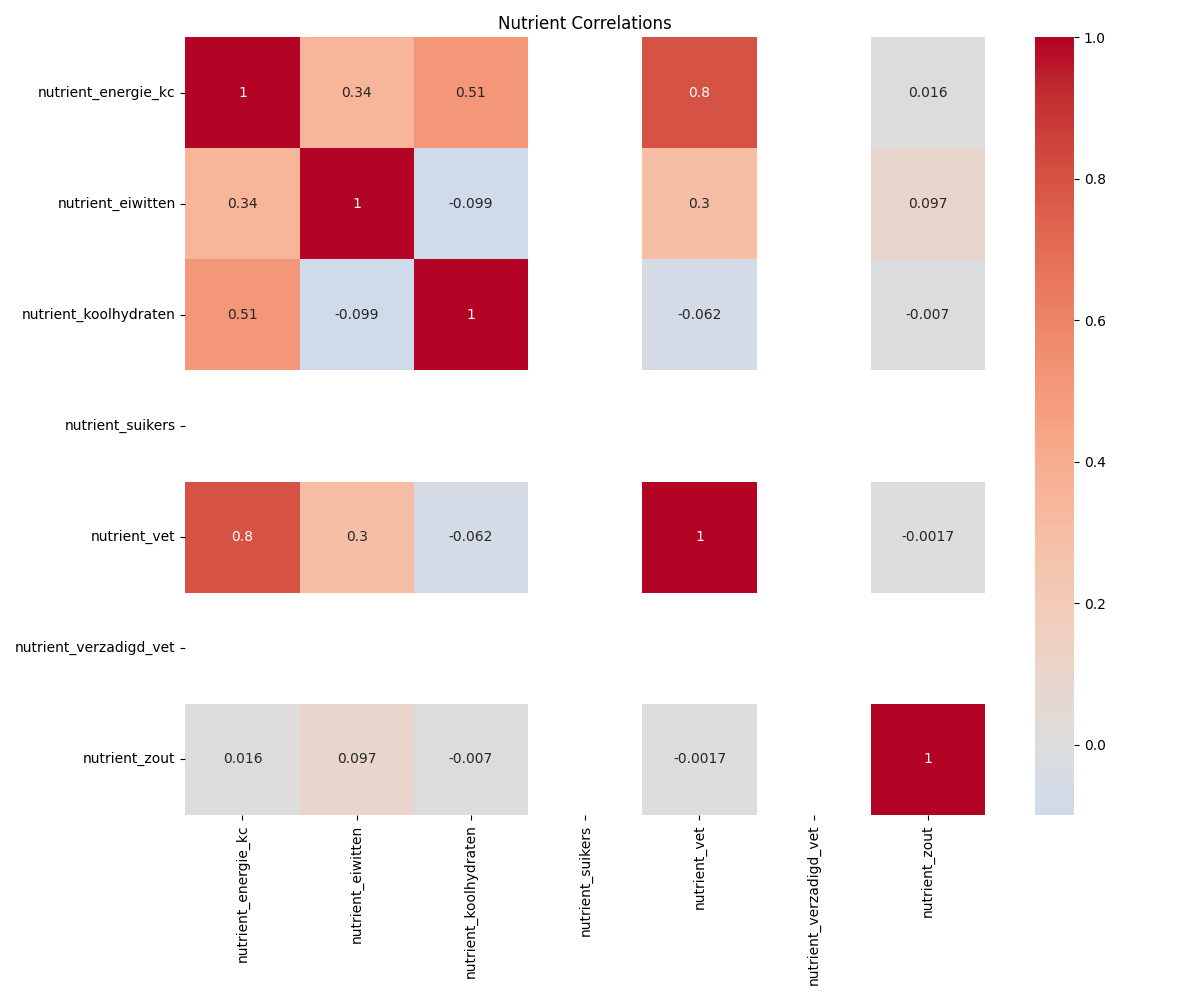 Nutrient Correlations
nutrient_energie_kc 1 0.34 0.51 0.8 0.016
nutrient_eiwitten 0.34 1 -0.099 0.3 0.097
nutrient_koolhydraten 0.51 -0.099 1 -0.062 -0.007
nutrient_suikers
nutrient_vet 0.8 0.3 -0.062 1 -0.0017
nutrient_verzadigd_vet
nutrient_zout 0.016 0.097 -0.007 -0.0017 1
nutrient_energie_kc
nutrient_eiwitten
nutrient_koolhydraten
nutrient_suikers
nutrient_vet
nutrient_verzadigd_vet
nutrient_zout
1.0
0.8
0.6
0.4
0.2
0.0